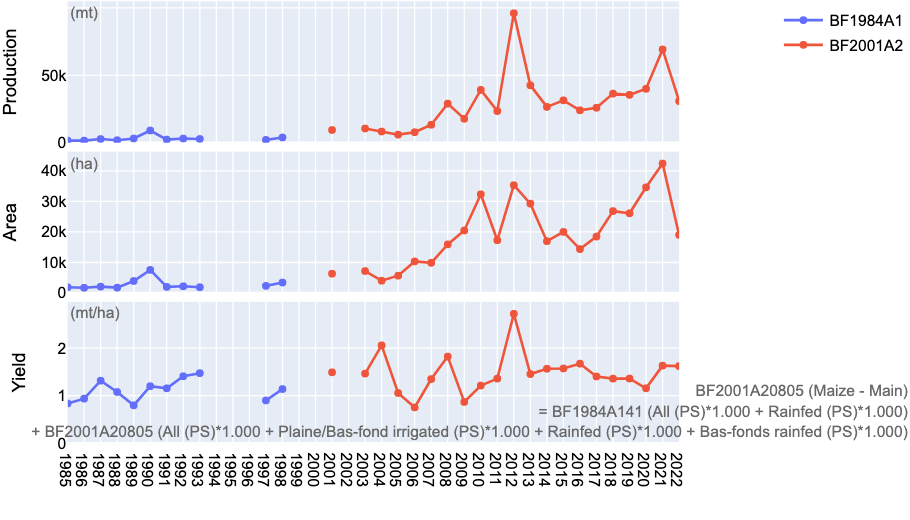 (mt)
BF1984A1
BF2001A2
Production
50k
0
(ha)
Area
40k
30k
20k
10k
0
(mt/ha)
Yield
2
1
0
BF2001A20805 (Maize - Main)
= BF1984A141 (All (PS)*1.000 + Rainfed (PS)*1.000)
+ BF2001A20805 (All (PS)*1.000 + Plaine/Bas-fond irrigated (PS)*1.000 + Rainfed (PS)*1.000 + Bas-fonds rainfed (PS)*1.000)
1985 1986 1987 1988 1989 1990 1991 1992 1993 1994 1995 1996 1997 1998 1999 2000 2001 2002 2003 2004 2005 2006 2007 2008 2009 2010 2011 2012 2013 2014 2015 2016 2017 2018 2019 2020 2021 2022